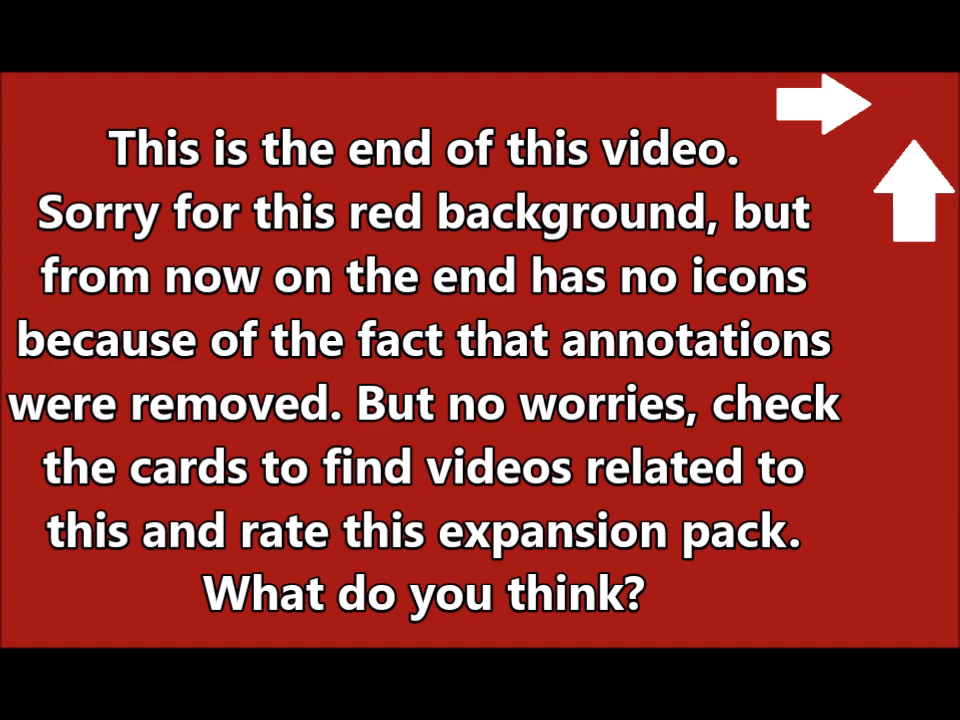 This is the end of this video.
Sorry for this red background, but
from now on the end has no icons
because of the fact that annotations
were removed. But no worries, check
the cards to find videos related to
this and rate this expansion pack.
What do you think?